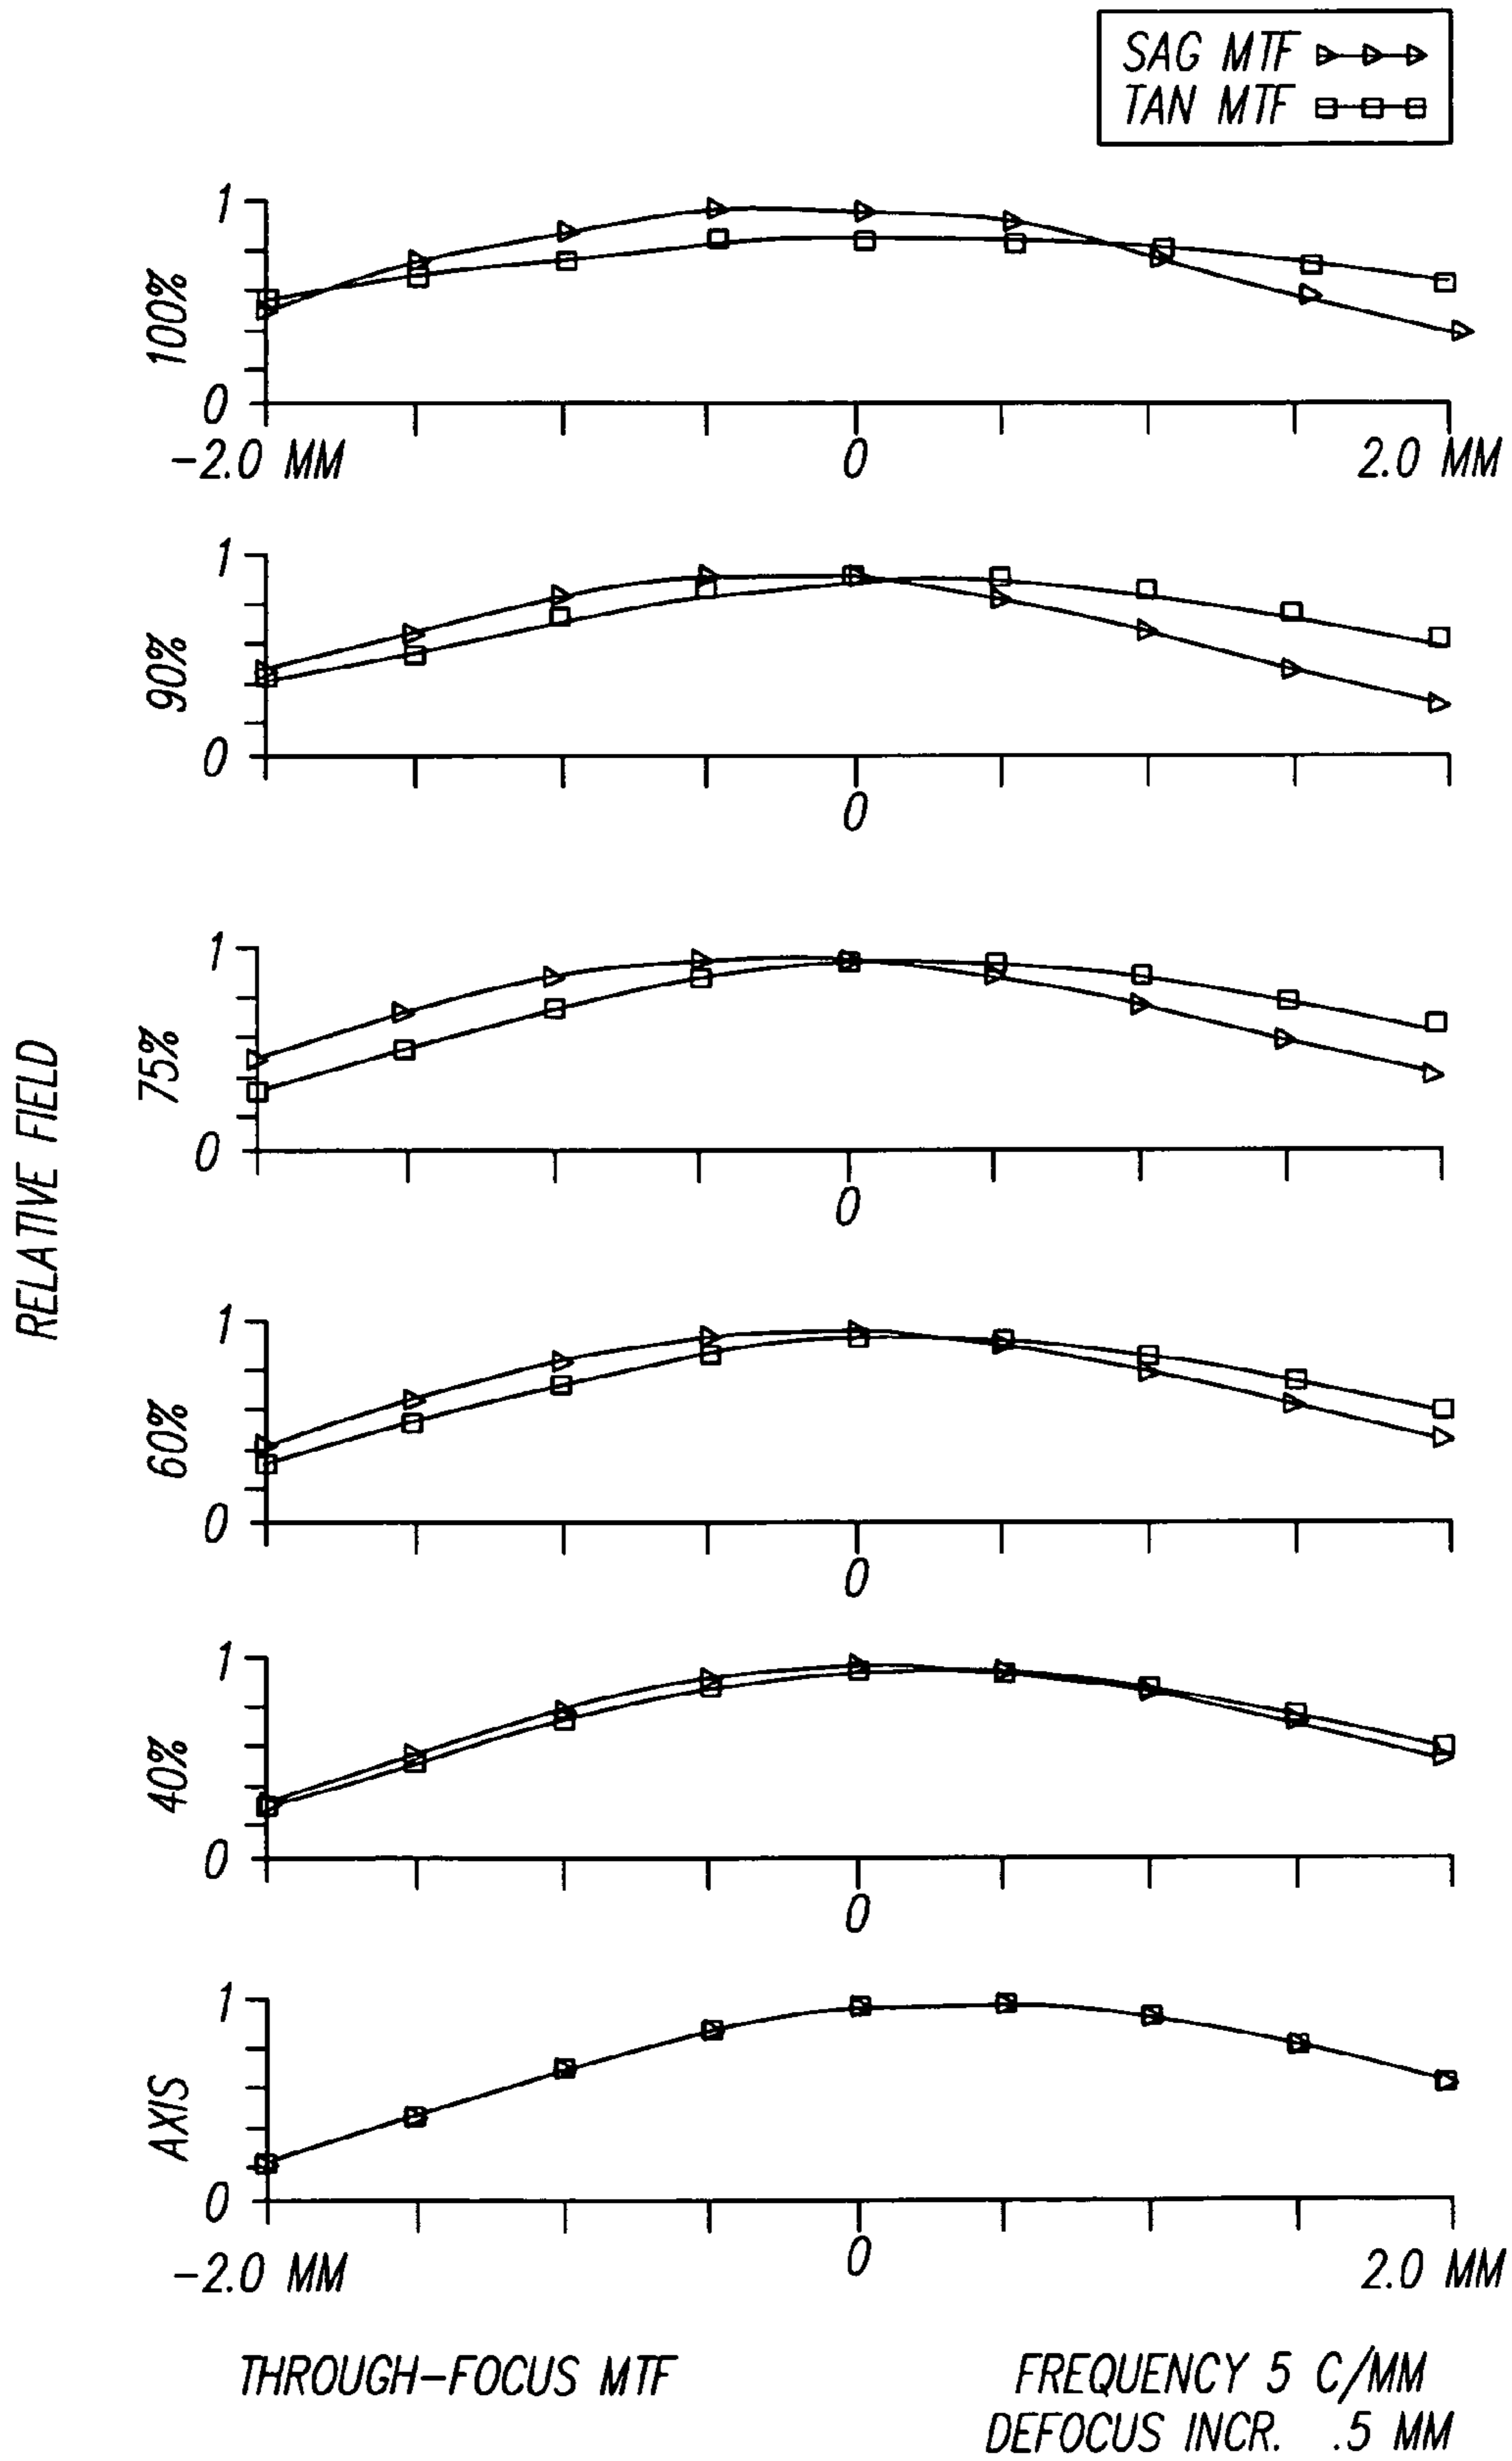 SAG MTF
TAN MTF
RELATIVE FIELD
100%
1
0
-2.0 MM
0
2.0 MM
90%
1
0
0
75%
1
0
0
60%
1
0
0
40%
1
0
0
AXIS
1
0
-2.0 MM
0
2.0 MM
THROUGH-FOCUS MTF
FREQUENCY 5 C/MM
DEFOCUS INCR. .5 MM